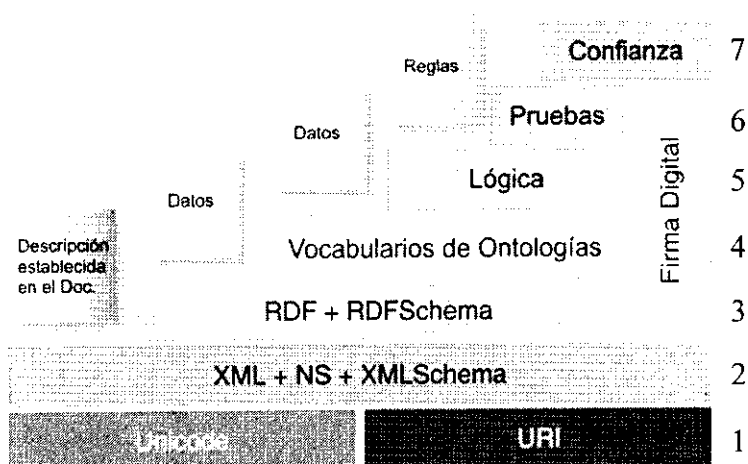 Confianza 7
Reglas
Pruebas 6
Datos
Lógica 5
Datos
Firma Digital
Descripción
establecida
en el Doc.
Vocabularios de Ontologías 4
RDF + RDFSchema 3
XML + NS + XMLSchema 2
Unicode URI 1